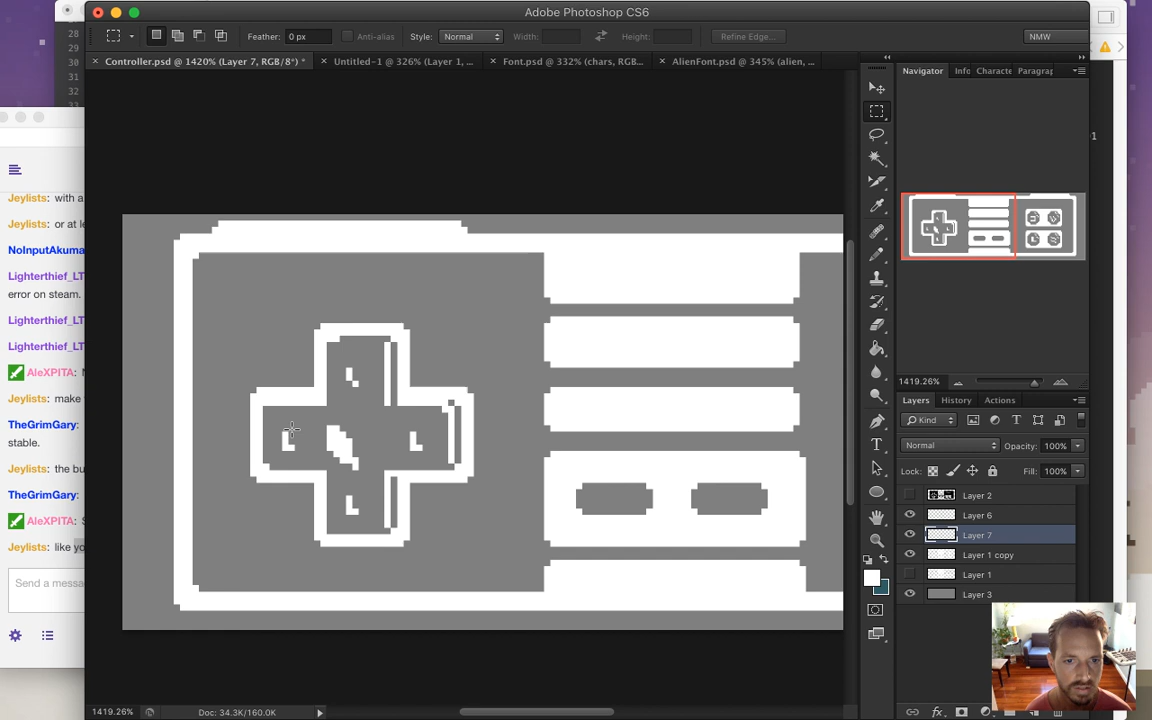 Adobe Photoshop CS6
28
29
30
31
32
33
Feather: 0 px
Anti-alias
Style: Normal
Width:
Height:
Refine Edge...
NMW
Controller.psd @ 1420% (Layer 7, RGB/8*) *
Untitled-1 @ 326% (Layer 1, ...
Font.psd @ 332% (chars, RGB...
AlienFont.psd @ 345% (alien, ...
Navigator
Info
Characte
Paragrap
Jeylists: with a
Jeylists: or at le
NoInputAkuma
Lighterthief_LT
error on steam.
Lighterthief_LT
Lighterthief_LT
AleXPITA:
Jeylists: make
TheGrimGary:
stable.
Jeylists: the bu
TheGrimGary:
AleXPITA: S
Jeylists: like yo
Send a messa
1419.26%
Layers
History
Actions
Kind
Normal
Opacity: 100%
Lock:
Fill: 100%
Layer 2
Layer 6
Layer 7
Layer 1 copy
Layer 1
Layer 3
1419.26%
Doc: 34.3K/160.0K